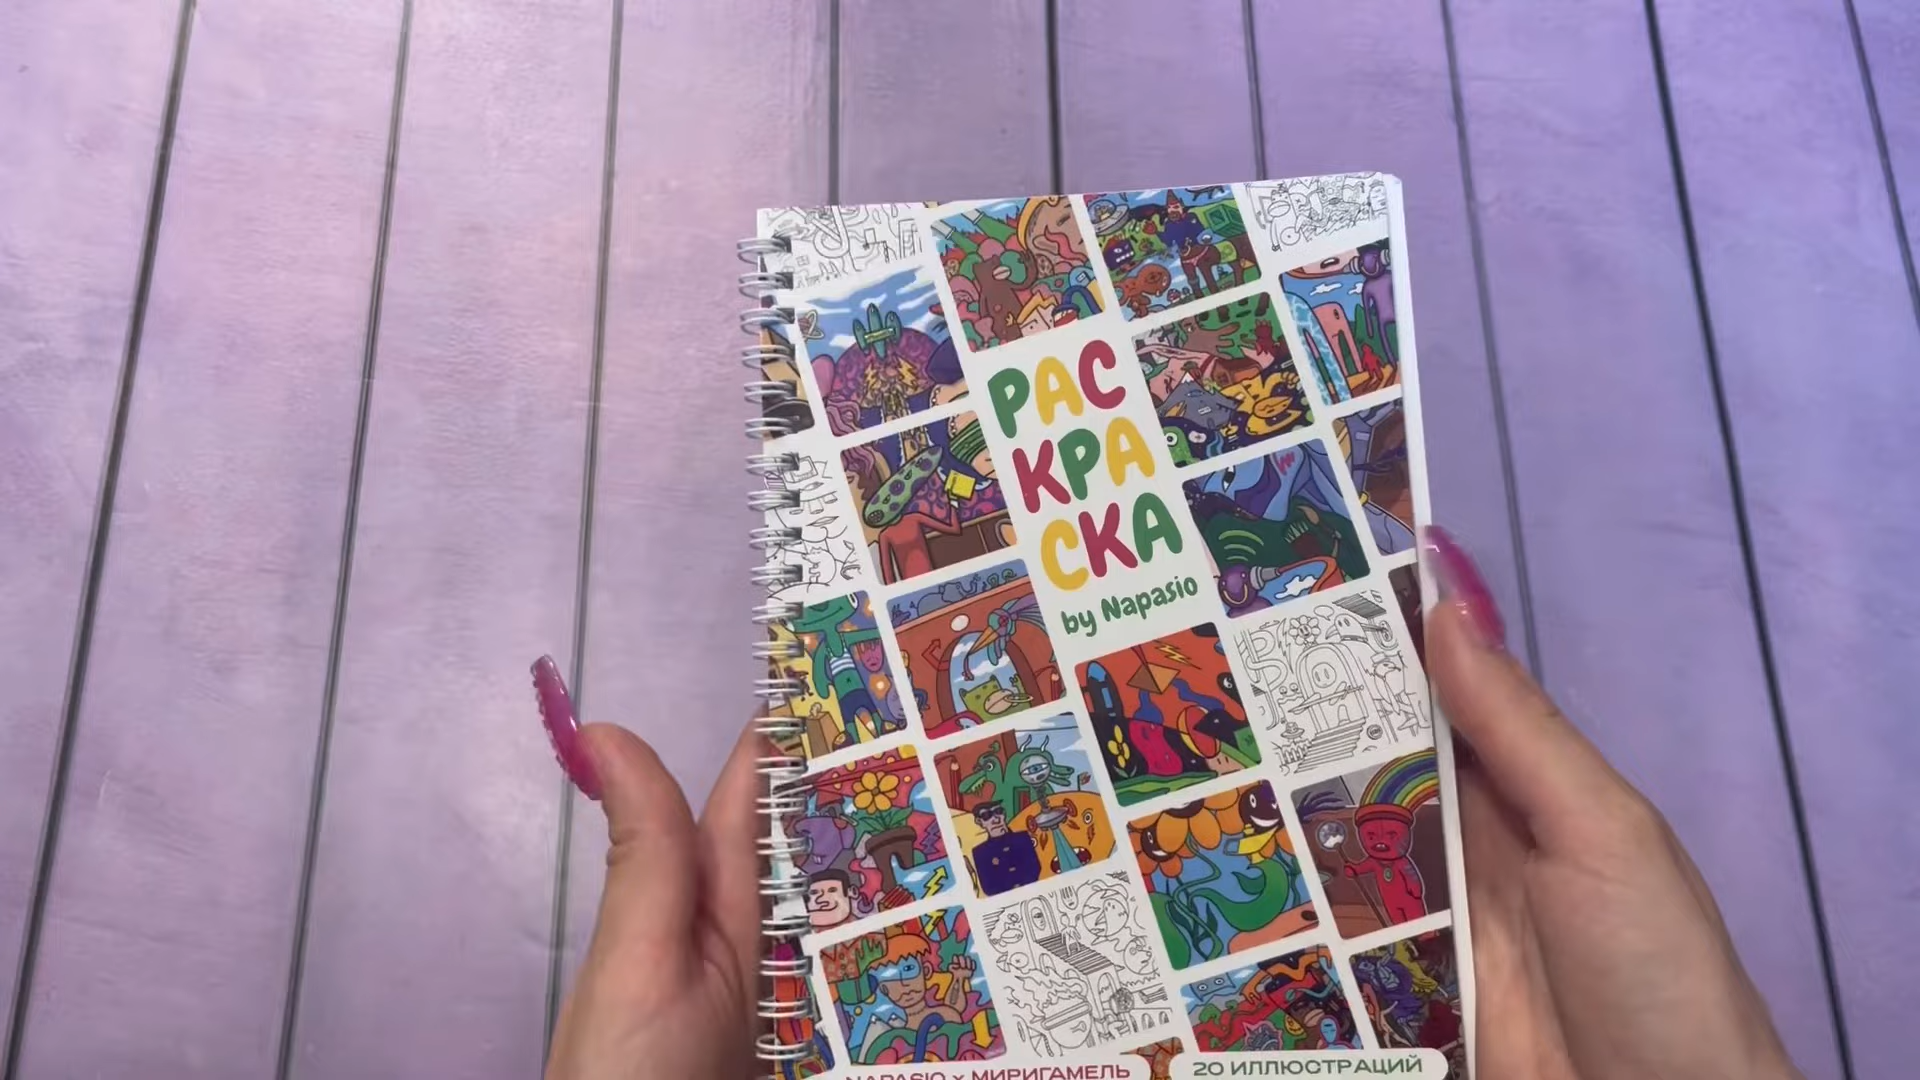 РАС
КРА
СКА
by Napasio
NAPASIO x МИРИГАМЕЛЬ
20 ИЛЛЮСТРАЦИЙ